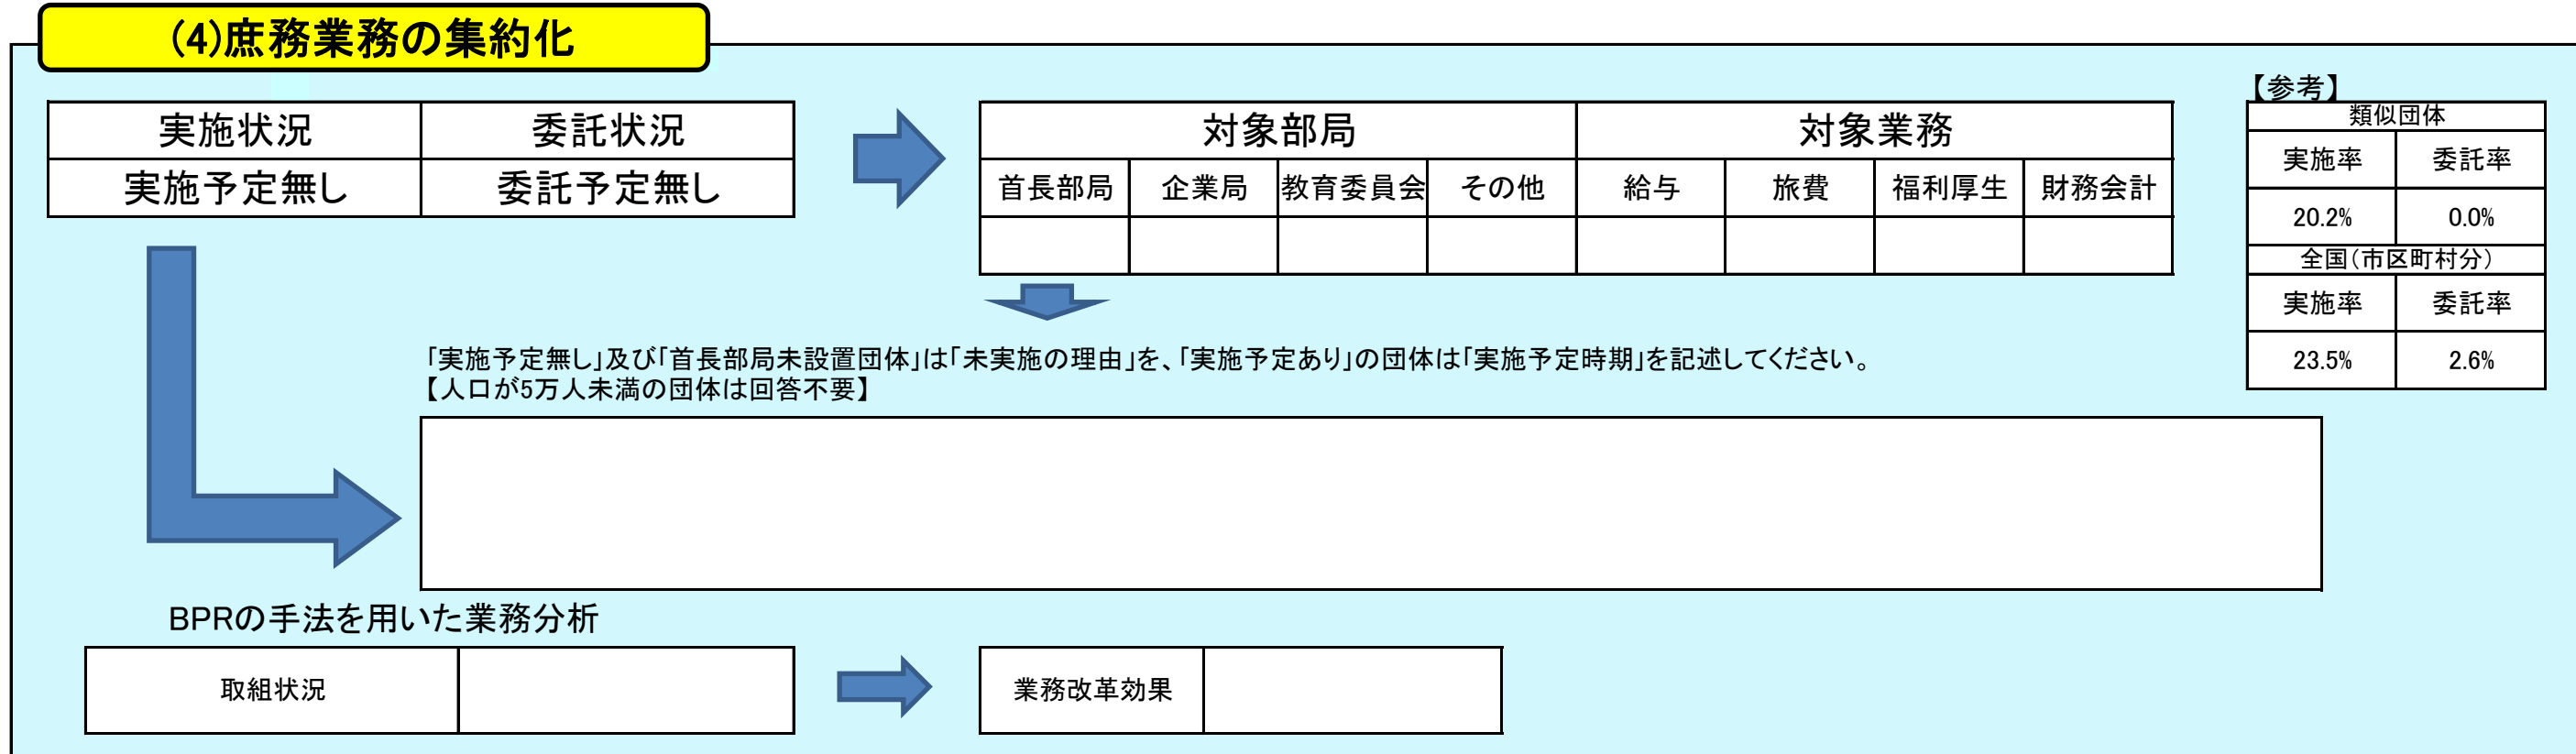 (4)庶務業務の集約化
実施状況 委託状況
実施予定無し 委託予定無し
対象部局 対象業務
首長部局 企業局 教育委員会 その他 給与 旅費 福利厚生 財務会計
【参考】
類似団体
実施率 委託率
20.2% 0.0%
全国(市区町村分)
実施率 委託率
23.5% 2.6%
「実施予定無し」及び「首長部局未設置団体」は「未実施の理由」を、「実施予定あり」の団体は「実施予定時期」を記述してください。
【人口が5万人未満の団体は回答不要】
BPRの手法を用いた業務分析
取組状況
業務改革効果